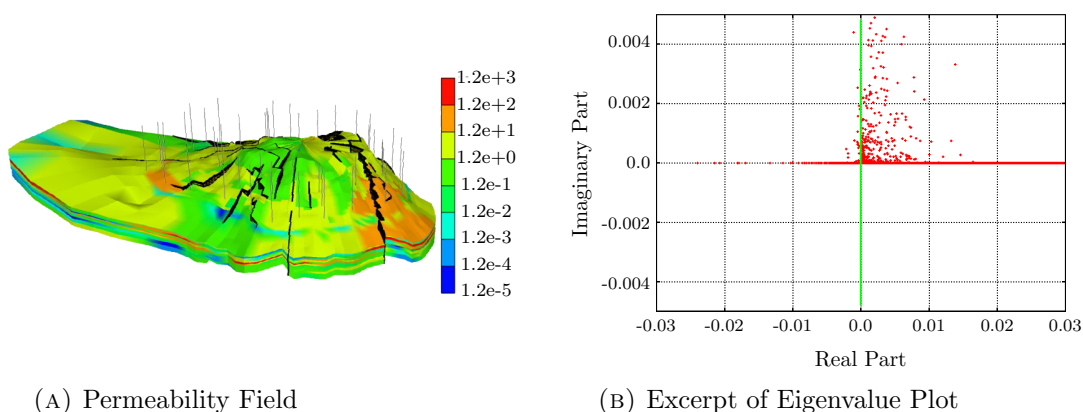 1.2e+3
1.2e+2
1.2e+1
1.2e+0
1.2e-1
1.2e-2
1.2e-3
1.2e-4
1.2e-5
(A) Permeability Field
Imaginary Part
0.004
0.002
0.0
-0.002
-0.004
-0.03 -0.02 -0.01 0.0 0.01 0.02 0.03
Real Part
(B) Excerpt of Eigenvalue Plot